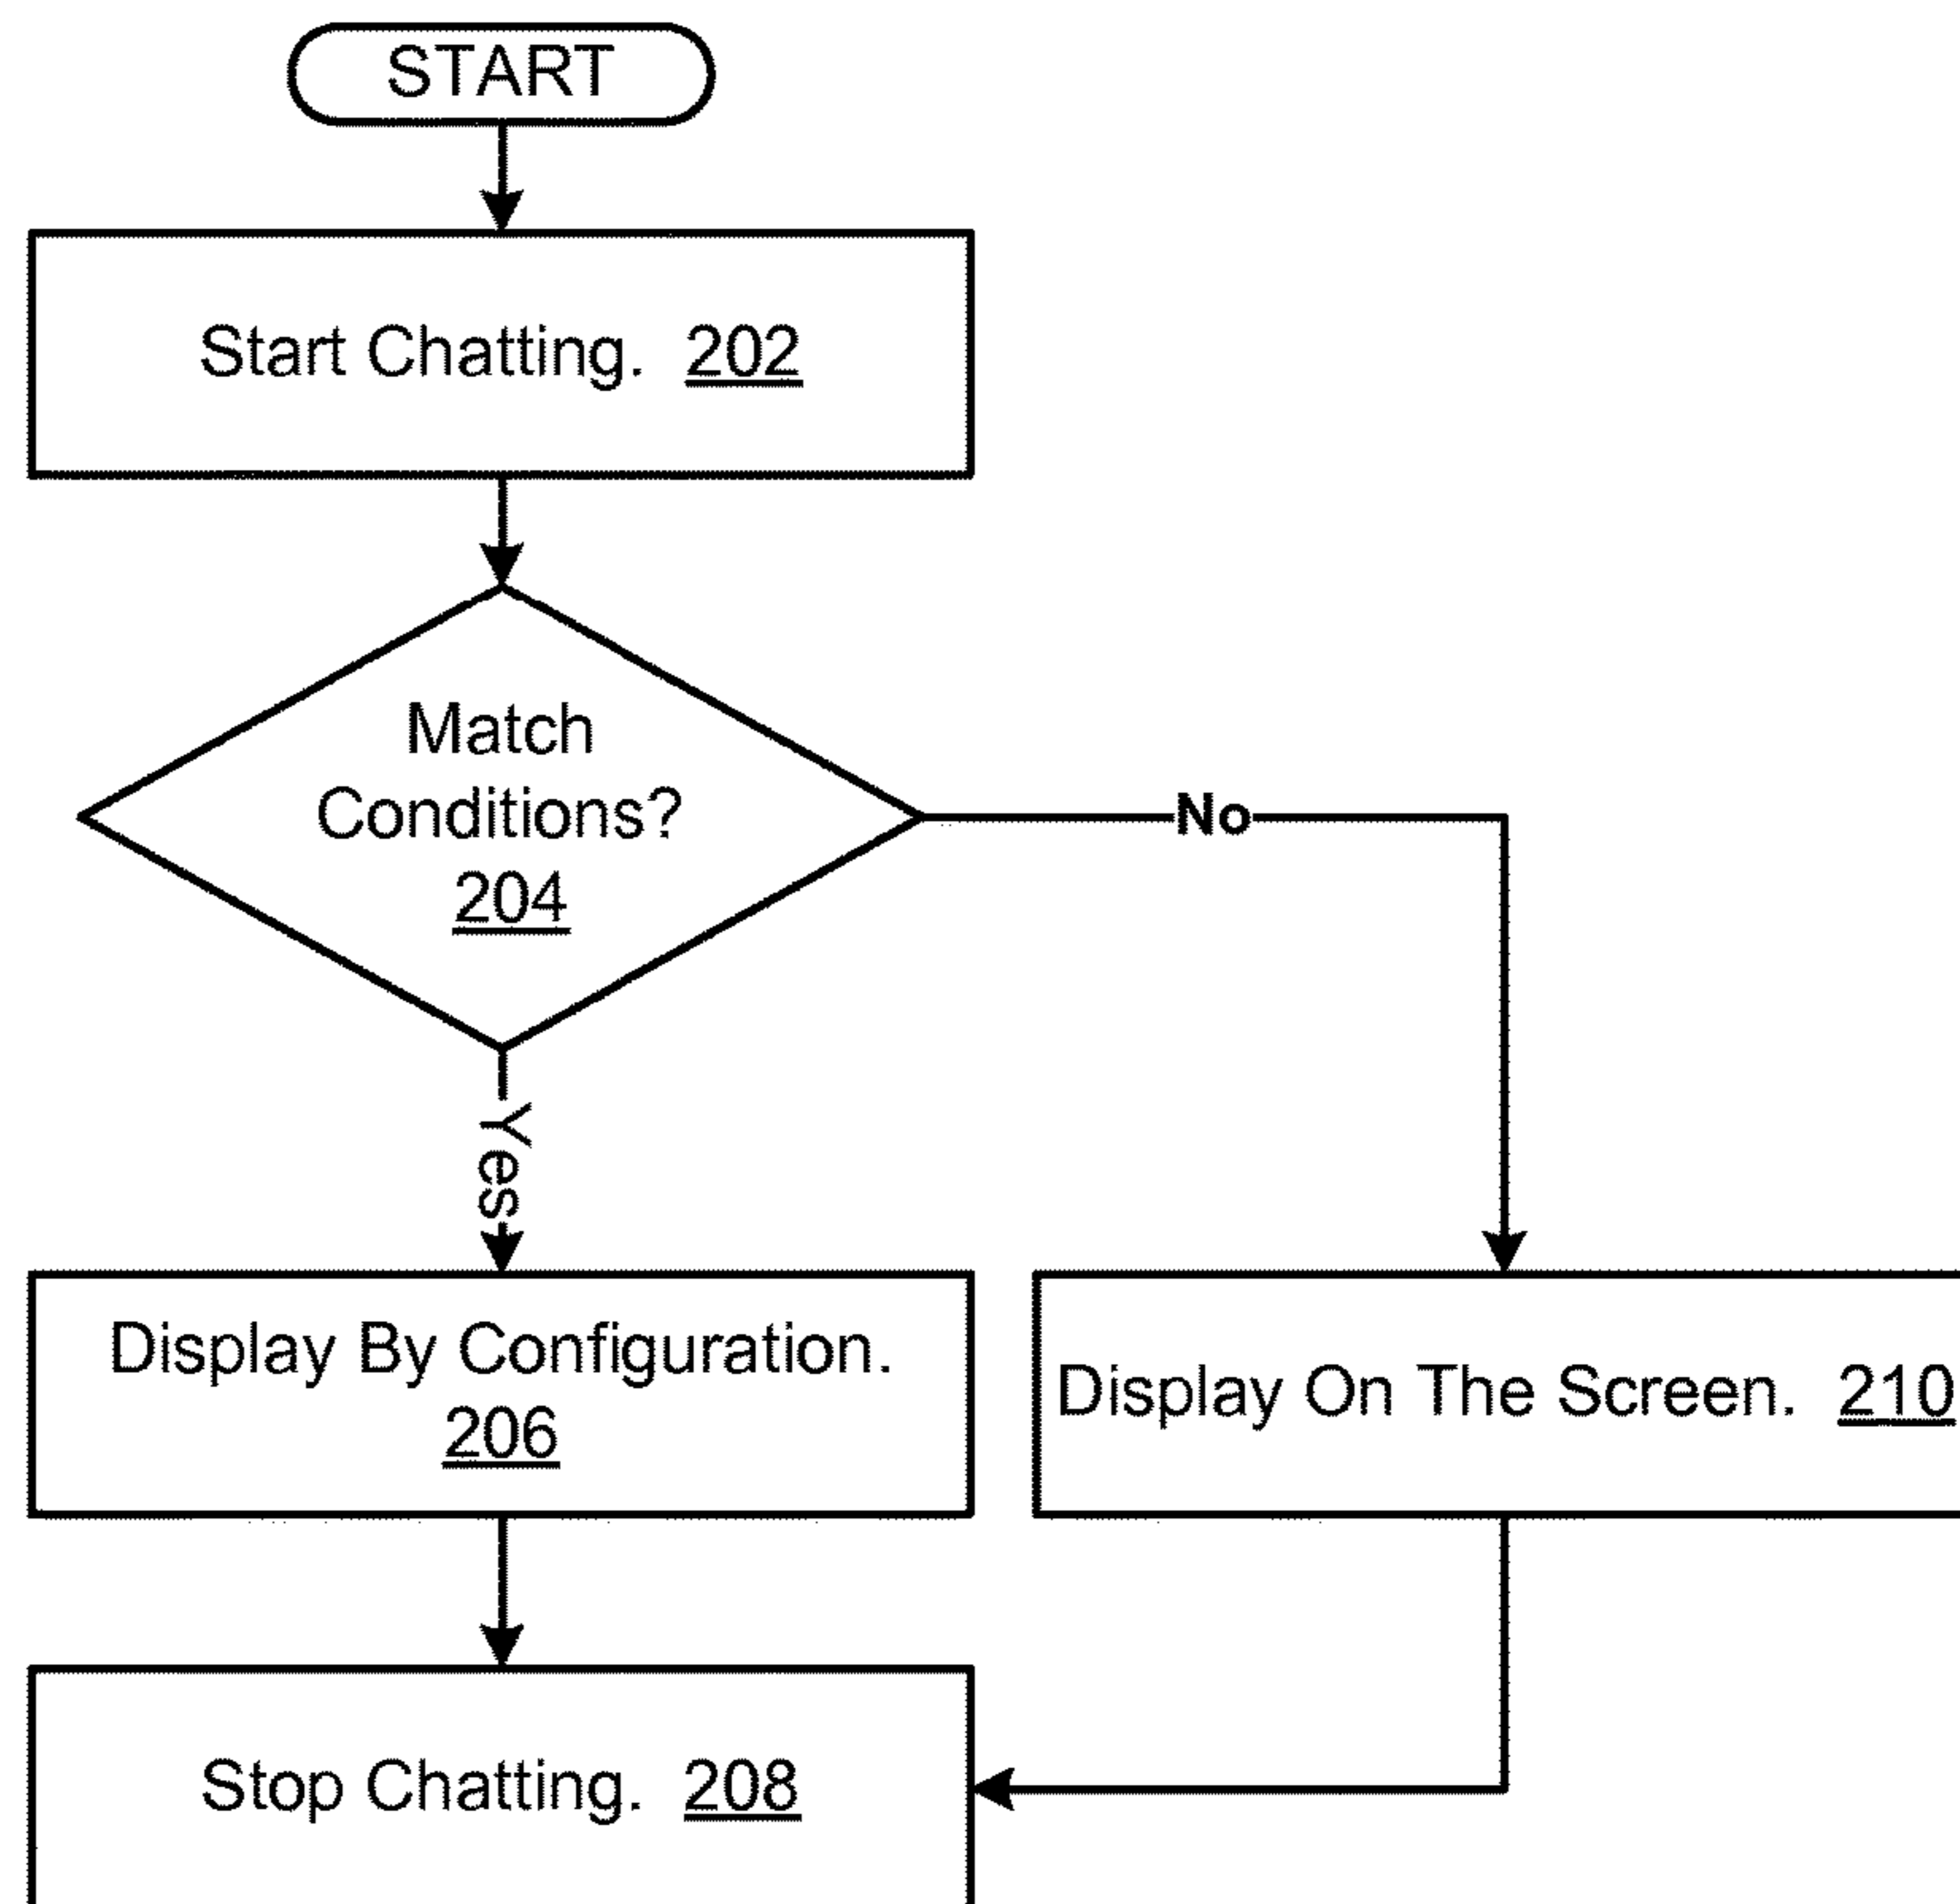 START
Start Chatting. 202
Match
Conditions?
204
No
Yes
Display By Configuration.
206
Display On The Screen. 210
Stop Chatting. 208